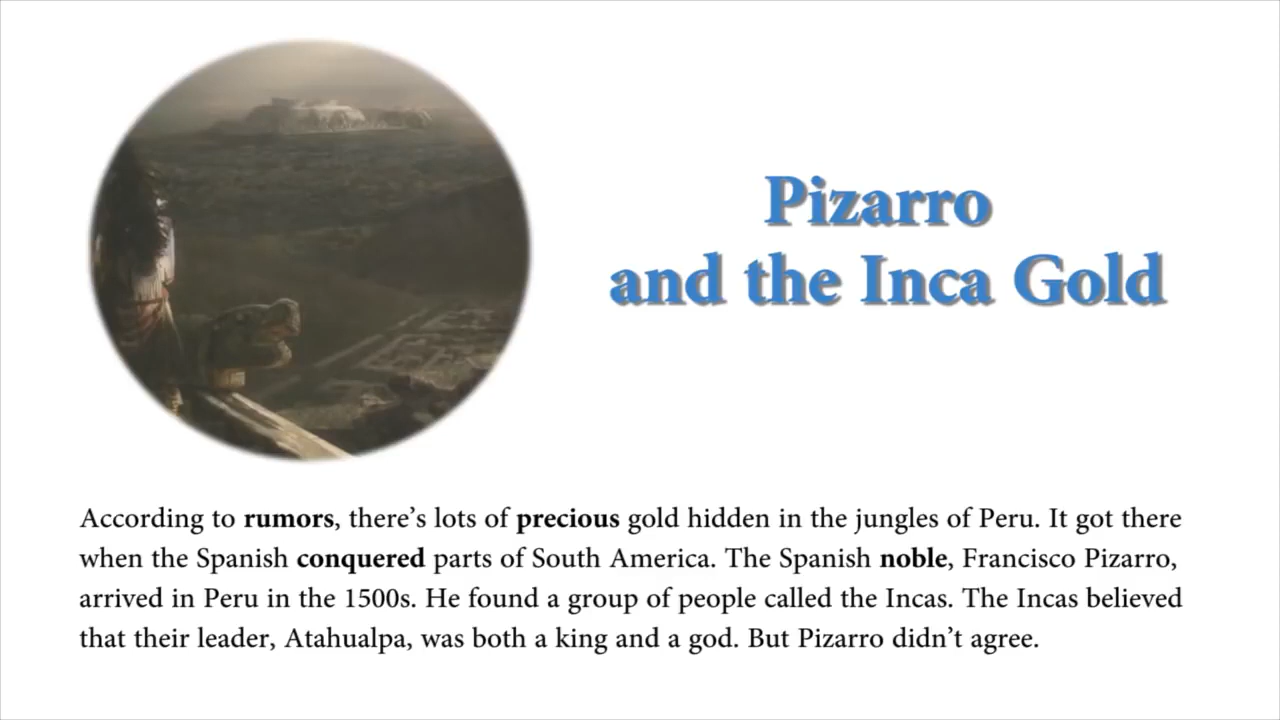 Pizarro
and the Inca Gold
According to rumors, there’s lots of precious gold hidden in the jungles of Peru. It got there
when the Spanish conquered parts of South America. The Spanish noble, Francisco Pizarro,
arrived in Peru in the 1500s. He found a group of people called the Incas. The Incas believed
that their leader, Atahualpa, was both a king and a god. But Pizarro didn’t agree.